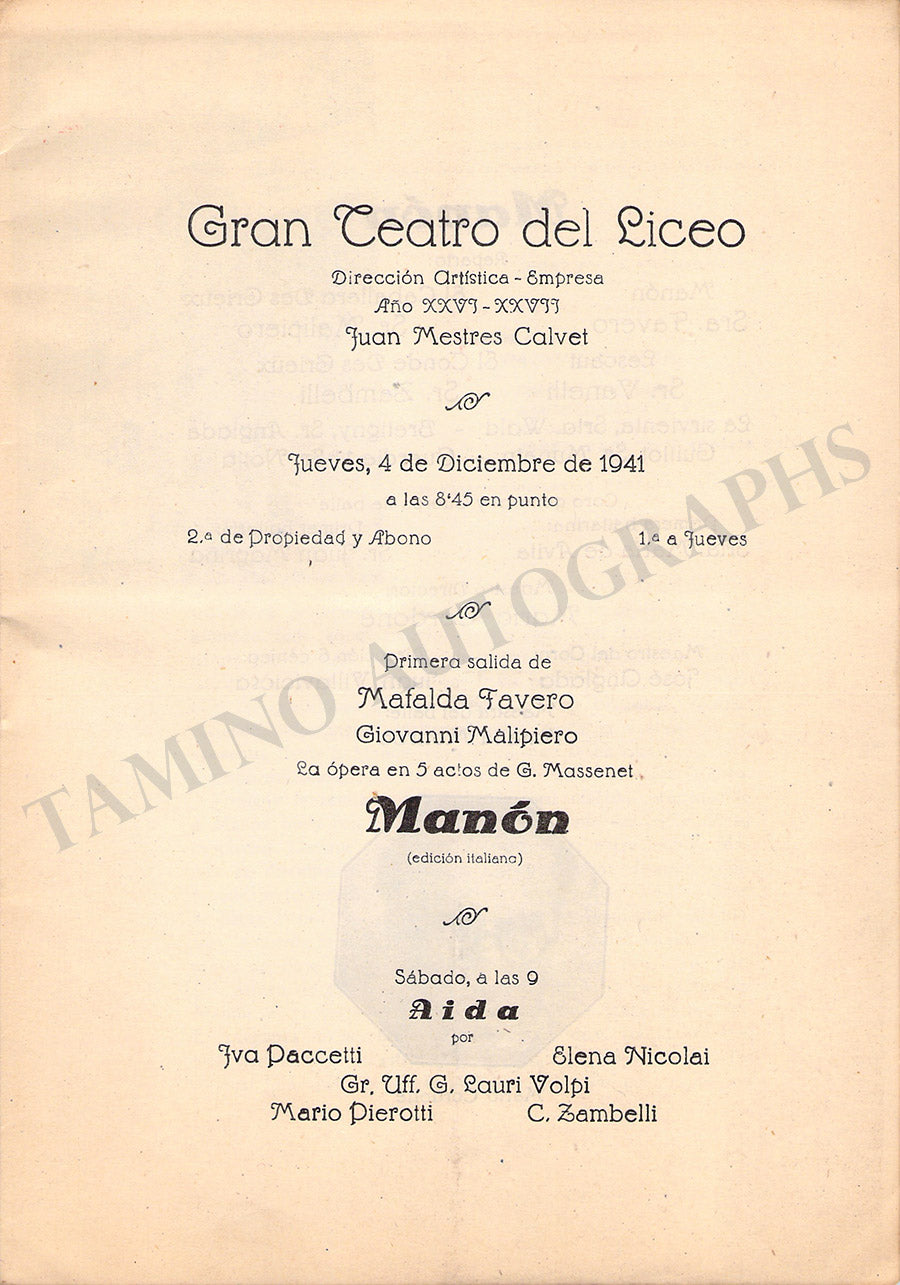 Gran Teatro del Liceo
Dirección Artística - Empresa
Año XXVI - XXVII
Juan Mestres Calvet
Jueves, 4 de Diciembre de 1941
a las 8'45 en punto
2.ª de Propiedad y Abono 1.ª a Jueves
Primera salida de
Mafalda Favero
Giovanni Malipiero
La ópera en 5 actos de G. Massenet
Manón
(edición italiana)
Sábado, a las 9
Aida
por
Iva Paccetti Elena Nicolai
Gr. Uff. G. Lauri Volpi
Mario Pierotti C. Zambelli
TAMINO AUTOGRAPHS